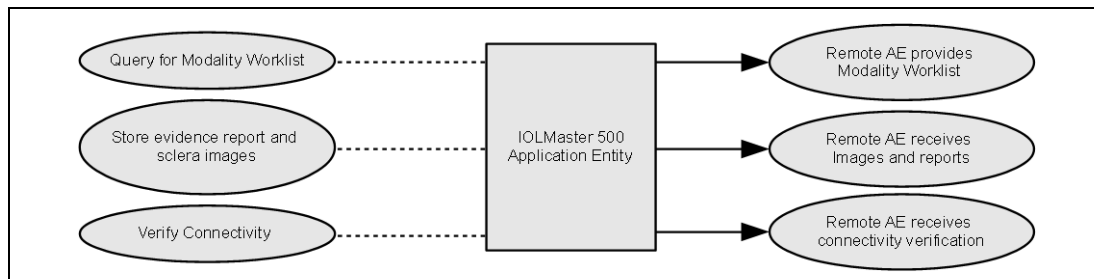 Query for Modality Worklist
Store evidence report and
sclera images
Verify Connectivity
IOLMaster 500
Application Entity
Remote AE provides
Modality Worklist
Remote AE receives
Images and reports
Remote AE receives
connectivity verification